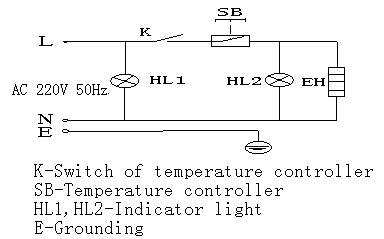 SB
L
K
HL1
HL2
EH
AC 220V 50Hz
N
E
K-Switch of temperature controller
SB-Temperature controller
HL1,HL2-Indicator light
E-Grounding